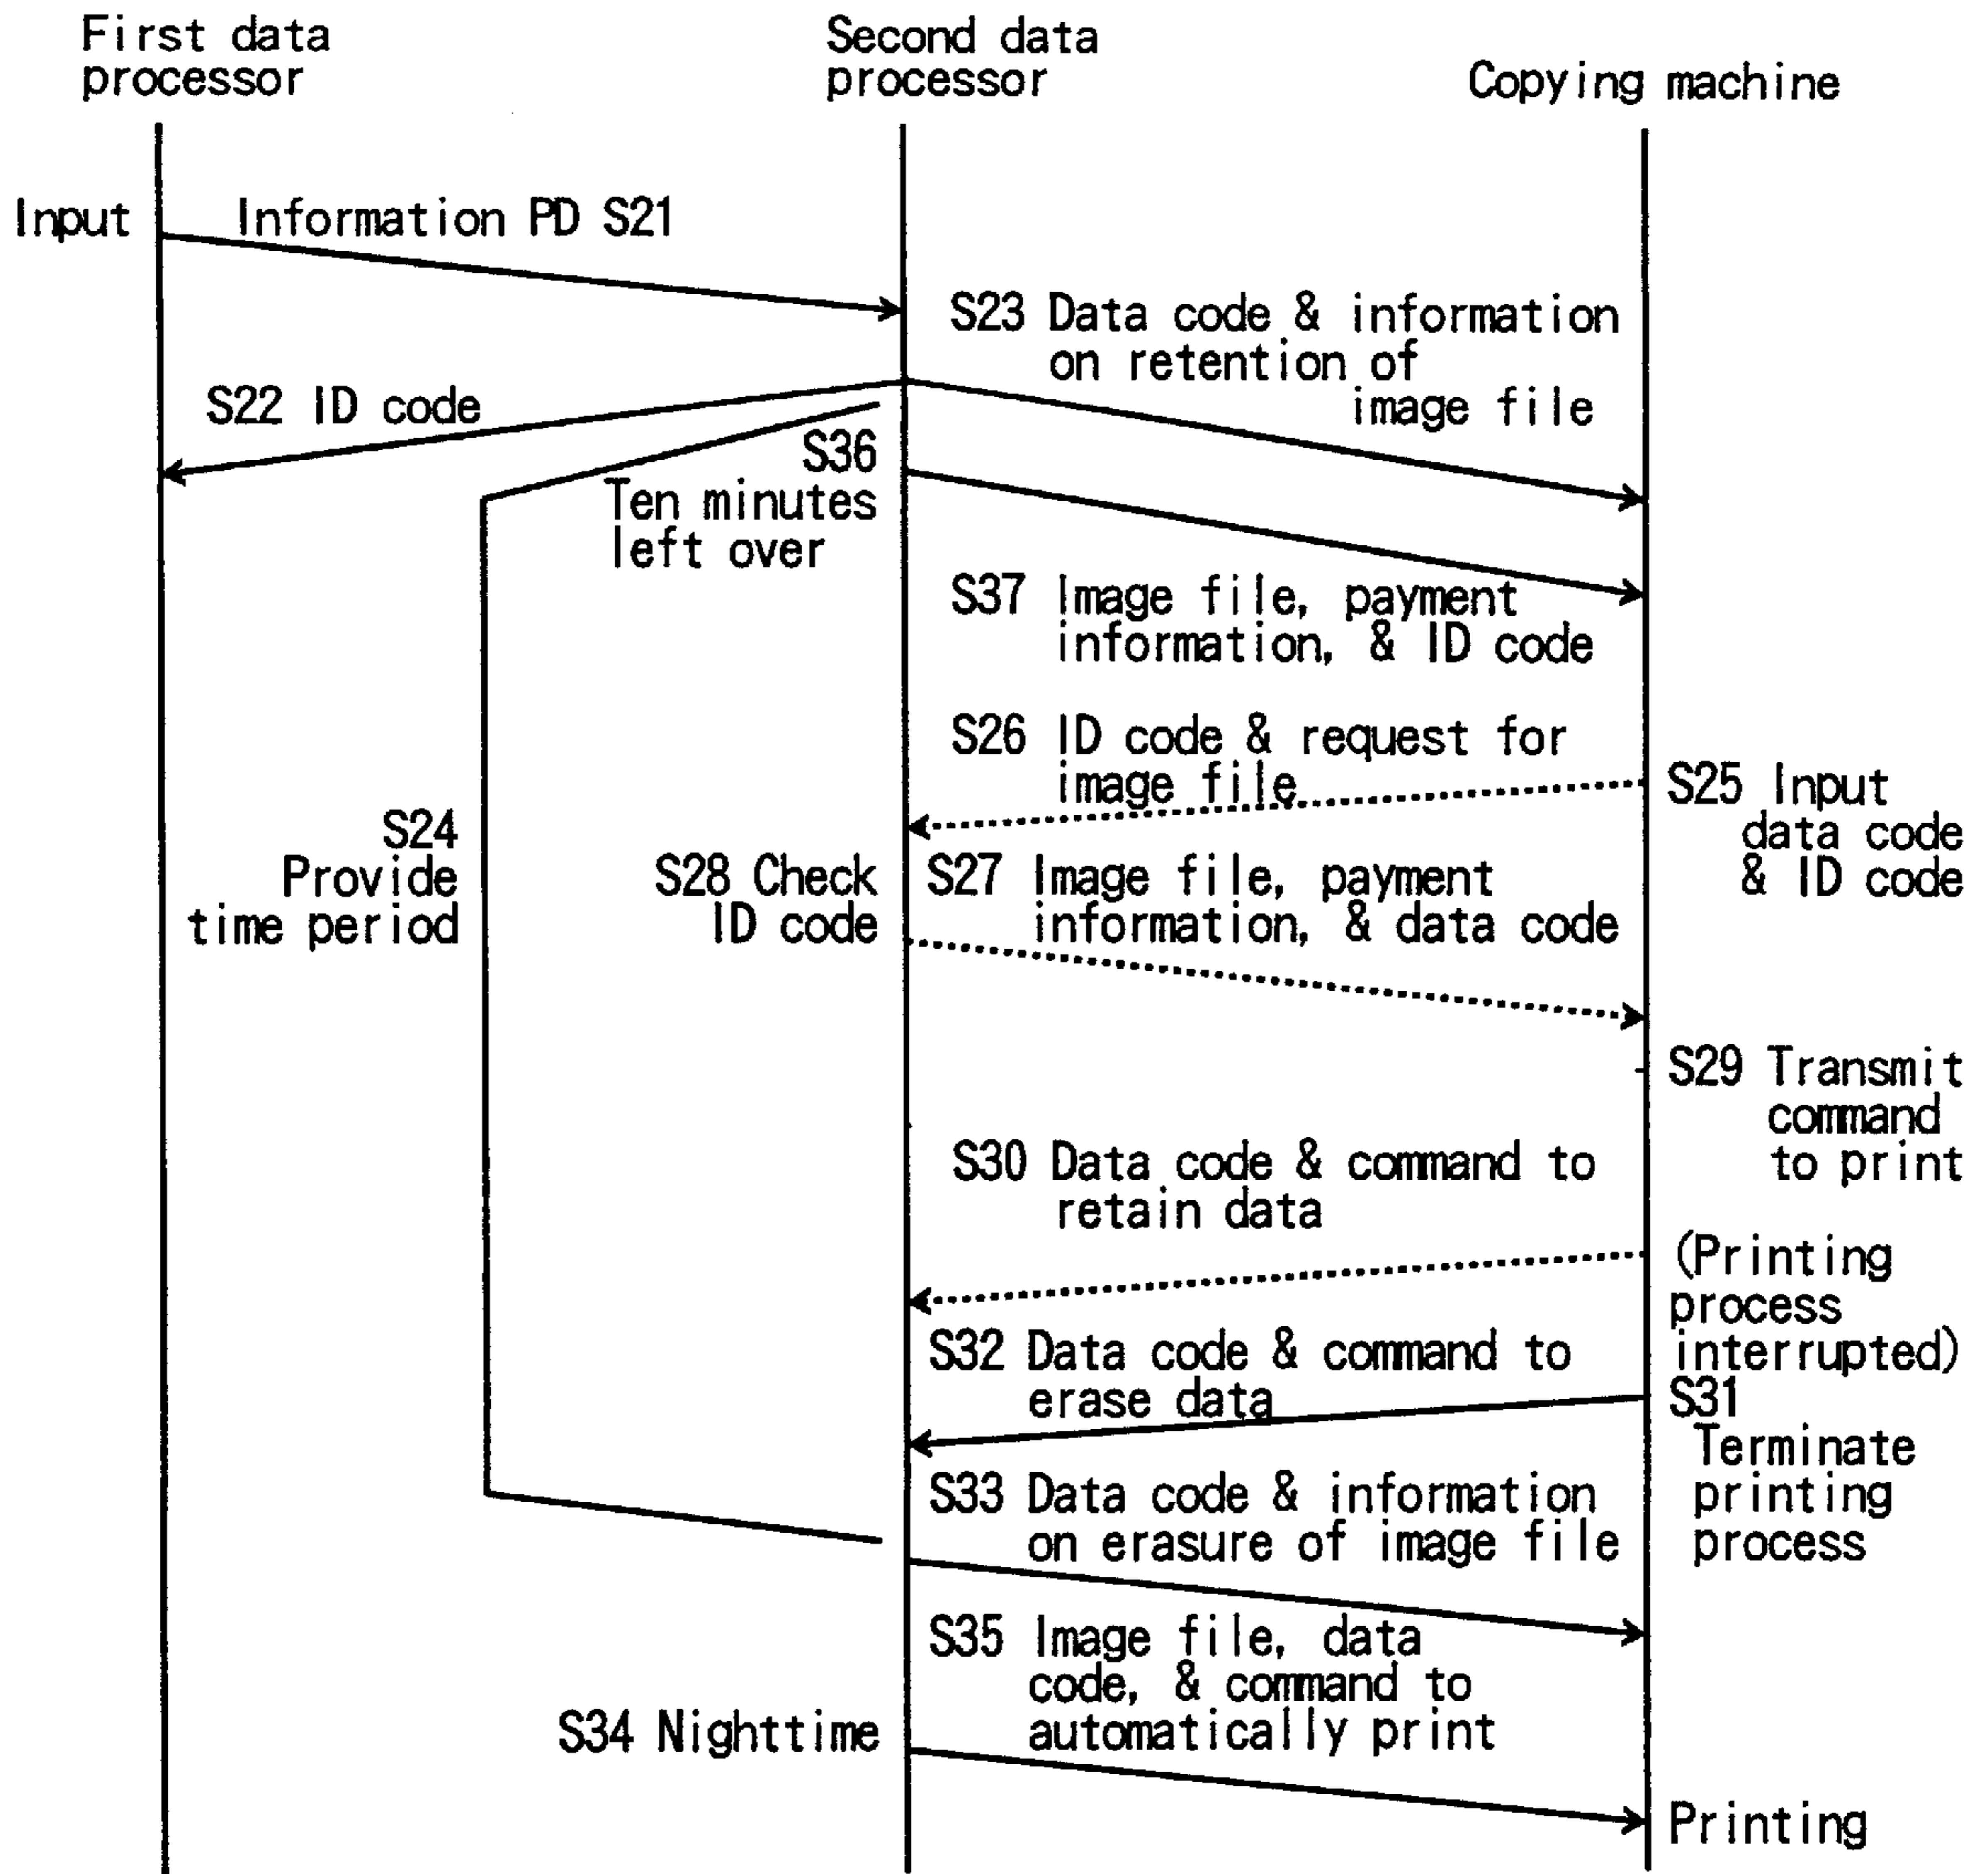 First data
processor
Second data
processor
Copying machine
Input
Information PD S21
S23 Data code & information
on retention of
image file
S22 ID code
S36
Ten minutes
left over
S37 Image file, payment
information, & ID code
S26 ID code & request for
image file
S25 Input
data code
& ID code
S24
Provide
time period
S28 Check
ID code
S27 Image file, payment
information, & data code
S29 Transmit
command
to print
S30 Data code & command to
retain data
(Printing
process
interrupted)
S32 Data code & command to
erase data
S31
Terminate
printing
process
S33 Data code & information
on erasure of image file
S35 Image file, data
code, & command to
automatically print
S34 Nighttime
Printing